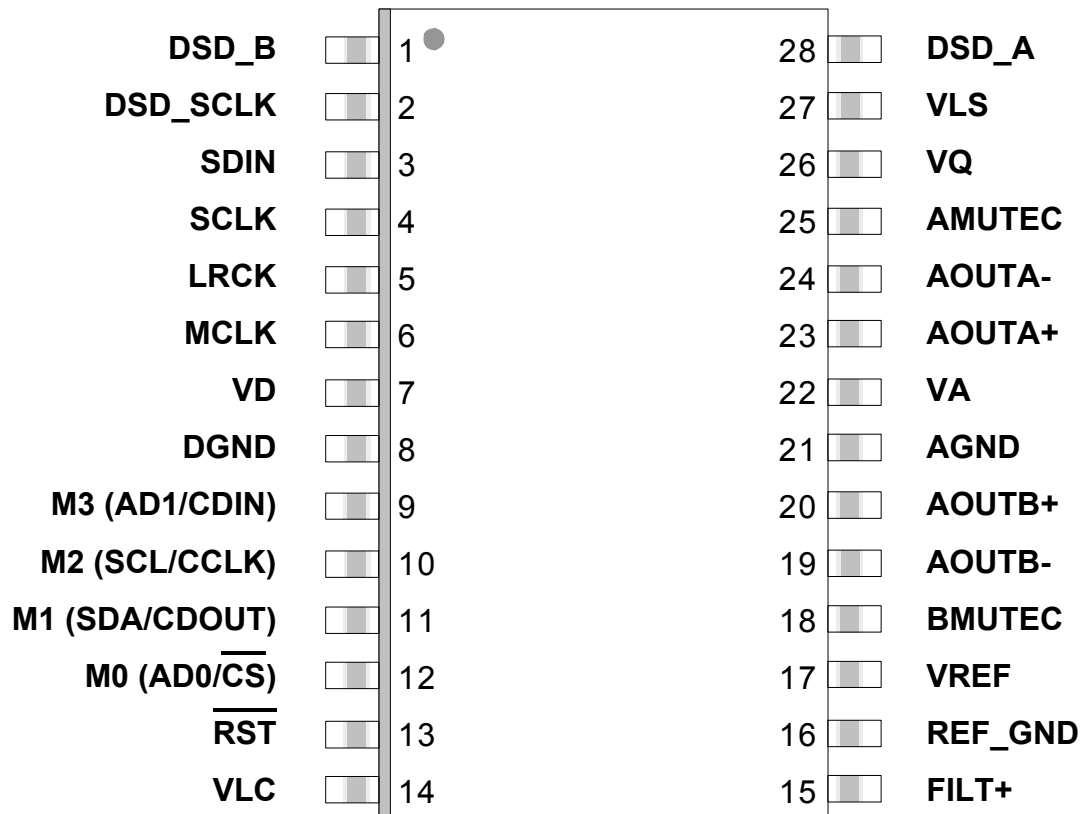 DSD_B 1 28 DSD_A
DSD_SCLK 2 27 VLS
SDIN 3 26 VQ
SCLK 4 25 AMUTEC
LRCK 5 24 AOUTA-
MCLK 6 23 AOUTA+
VD 7 22 VA
DGND 8 21 AGND
M3 (AD1/CDIN) 9 20 AOUTB+
M2 (SCL/CCLK) 10 19 AOUTB-
M1 (SDA/CDOUT) 11 18 BMUTEC
M0 (AD0/C̅S̅) 12 17 VREF
R̅S̅T̅ 13 16 REF_GND
VLC 14 15 FILT+